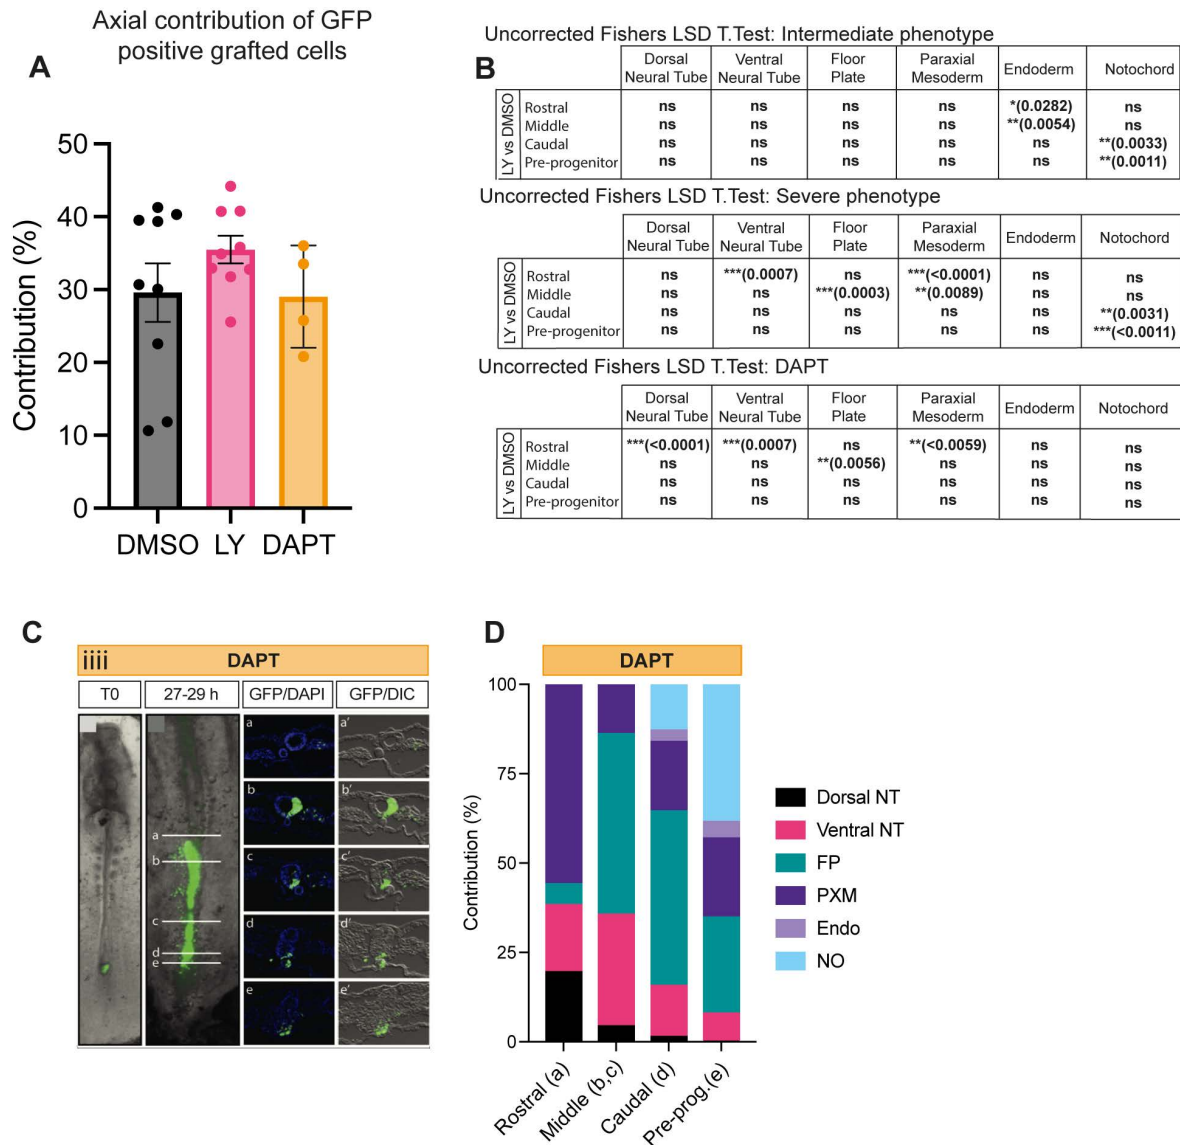 Axial contribution of GFP
positive grafted cells
A
Contribution (%)
50
40
30
20
10
0
DMSO LY DAPT
B
Uncorrected Fishers LSD T.Test: Intermediate phenotype
Dorsal Neural Tube Ventral Neural Tube Floor Plate Paraxial Mesoderm Endoderm Notochord
LY vs DMSO
Rostral ns ns ns ns *(0.0282) ns
Middle ns ns ns ns **(0.0054) ns
Caudal ns ns ns ns ns **(0.0033)
Pre-progenitor ns ns ns ns ns **(0.0011)
Uncorrected Fishers LSD T.Test: Severe phenotype
Dorsal Neural Tube Ventral Neural Tube Floor Plate Paraxial Mesoderm Endoderm Notochord
LY vs DMSO
Rostral ns ***(0.0007) ns ***(<0.0001) ns ns
Middle ns ns ***(0.0003) **(0.0089) ns ns
Caudal ns ns ns ns ns **(0.0031)
Pre-progenitor ns ns ns ns ns ***(<0.0011)
Uncorrected Fishers LSD T.Test: DAPT
Dorsal Neural Tube Ventral Neural Tube Floor Plate Paraxial Mesoderm Endoderm Notochord
LY vs DMSO
Rostral ***(<0.0001) ***(0.0007) ns **(<0.0059) ns ns
Middle ns ns **(0.0056) ns ns ns
Caudal ns ns ns ns ns ns
Pre-progenitor ns ns ns ns ns ns
C
iiii DAPT
T0 27-29 h GFP/DAPI GFP/DIC
a
b
c
d
e
a a'
b b'
c c'
d d'
e e'
D
DAPT
Contribution (%)
100
75
50
25
0
Rostral (a) Middle (b,c) Caudal (d) Pre-prog.(e)
Dorsal NT
Ventral NT
FP
PXM
Endo
NO